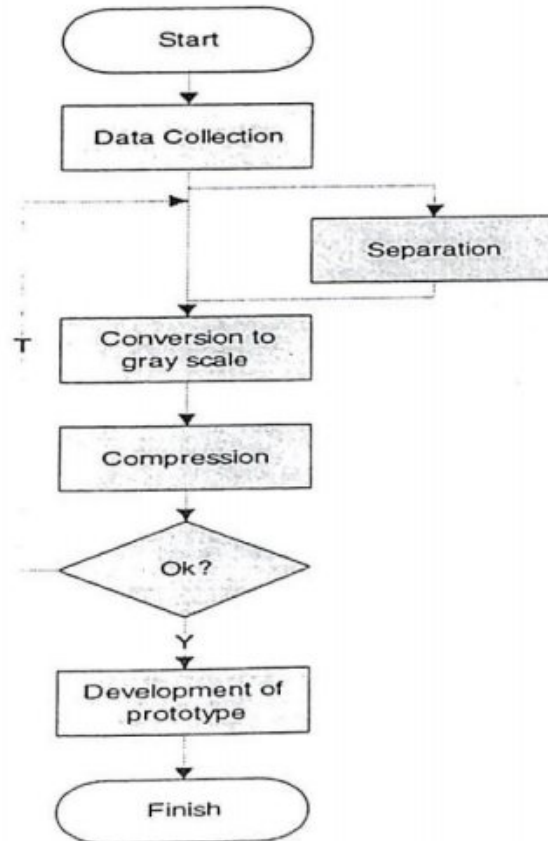 Start
Data Collection
Separation
Conversion to
gray scale
T
Compression
Ok?
Y
Development of
prototype
Finish